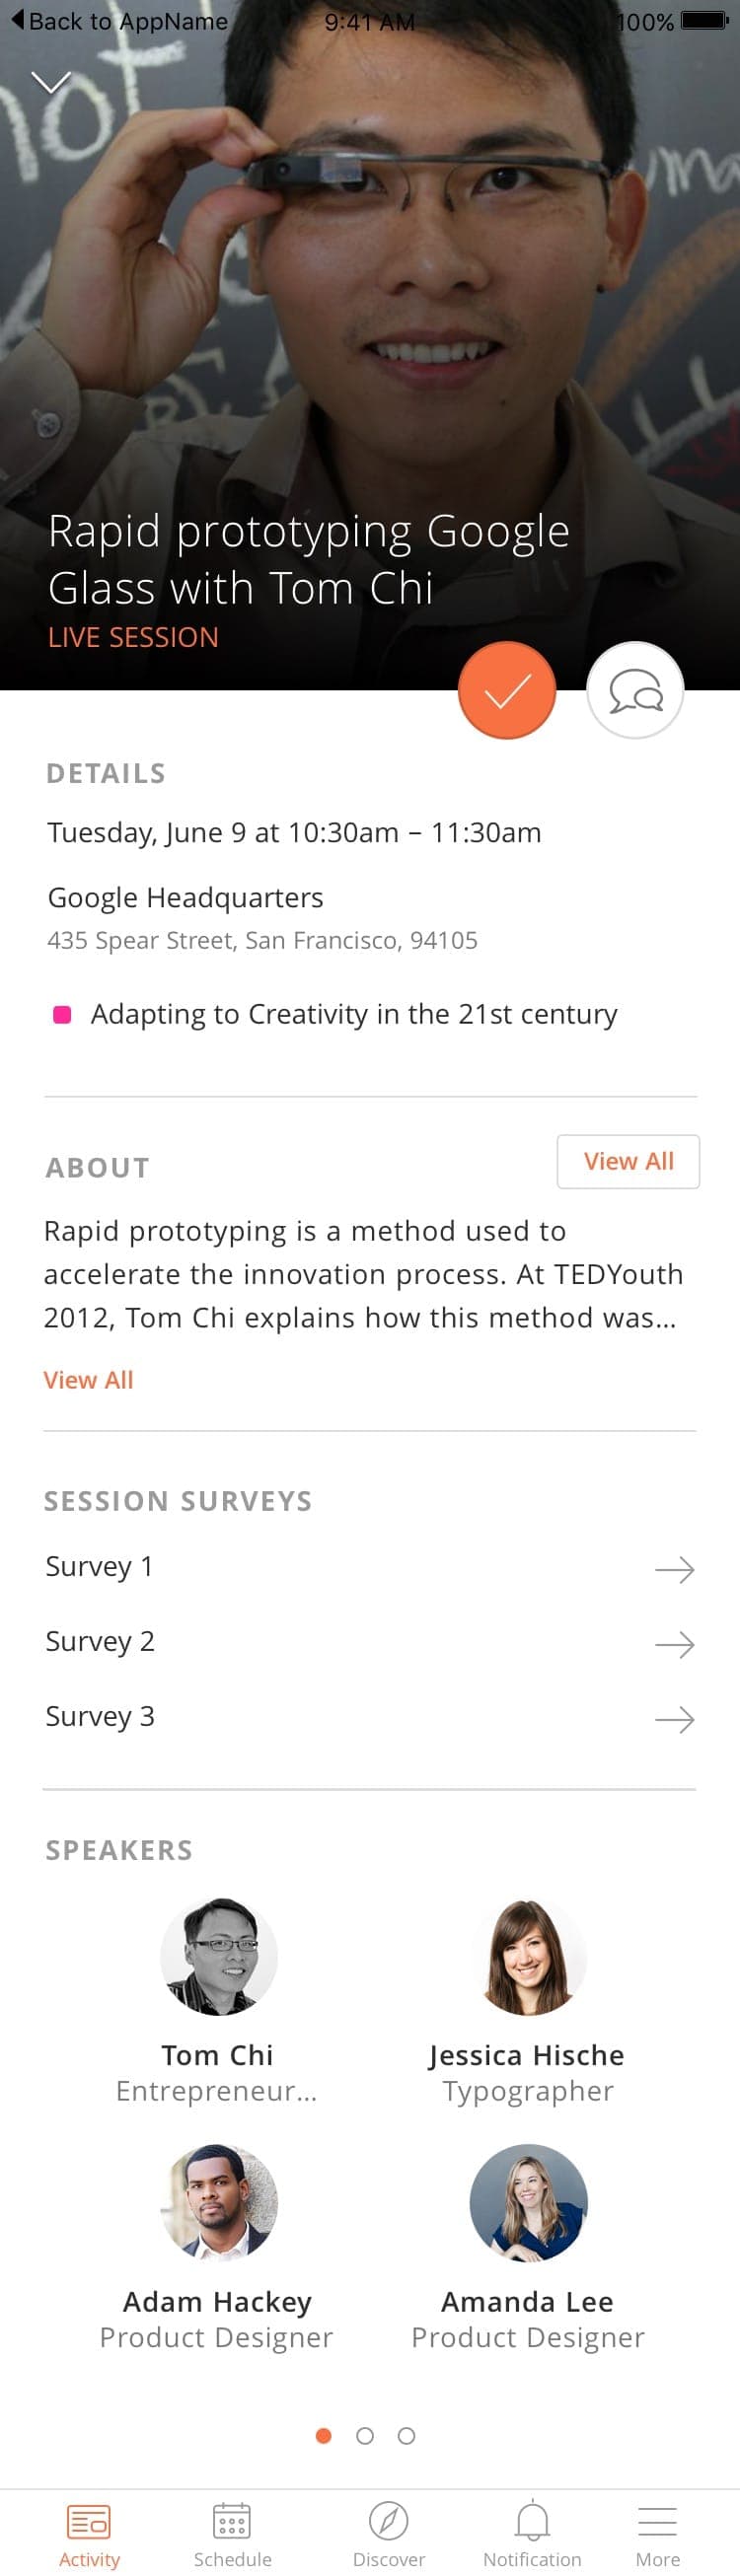 Back to AppName 9:41 AM 100%
not
Rapid prototyping Google
Glass with Tom Chi
LIVE SESSION
DETAILS
Tuesday, June 9 at 10:30am – 11:30am
Google Headquarters
435 Spear Street, San Francisco, 94105
Adapting to Creativity in the 21st century
ABOUT
View All
Rapid prototyping is a method used to
accelerate the innovation process. At TEDYouth
2012, Tom Chi explains how this method was...
View All
SESSION SURVEYS
Survey 1
Survey 2
Survey 3
SPEAKERS
Tom Chi
Entrepreneur...
Jessica Hische
Typographer
Adam Hackey
Product Designer
Amanda Lee
Product Designer
Activity Schedule Discover Notification More